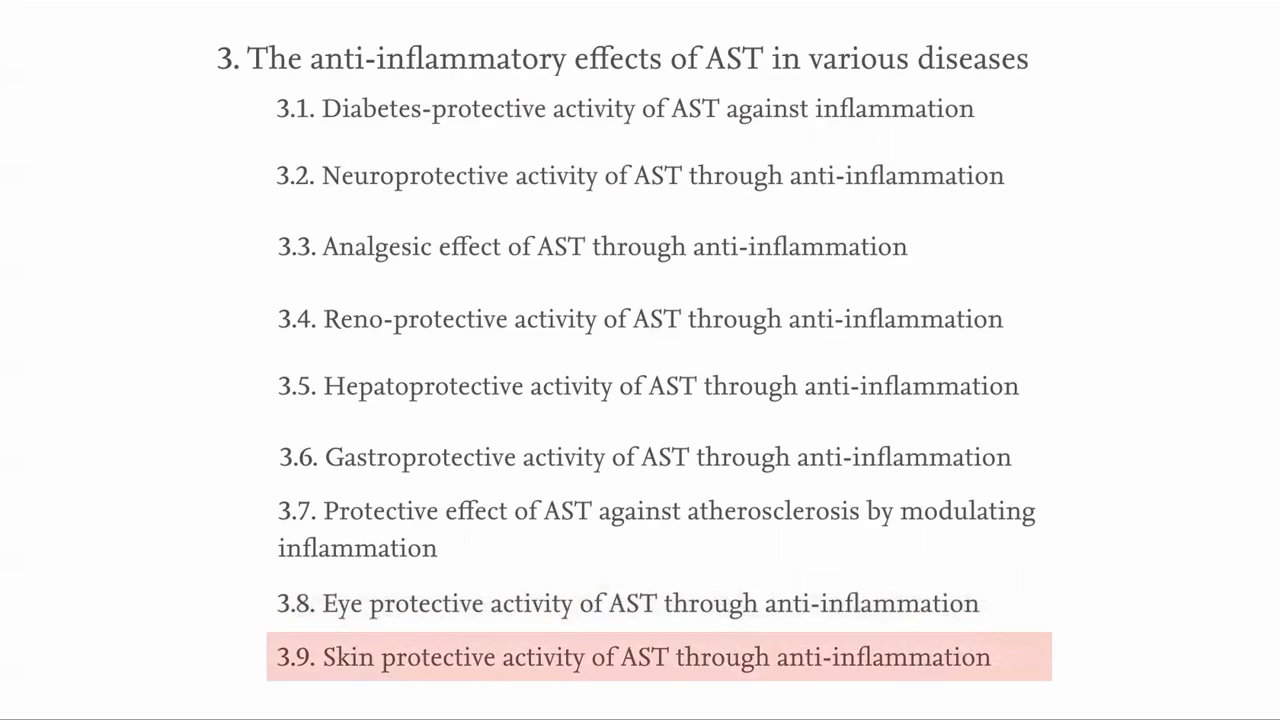 3. The anti-inflammatory effects of AST in various diseases
3.1. Diabetes-protective activity of AST against inflammation
3.2. Neuroprotective activity of AST through anti-inflammation
3.3. Analgesic effect of AST through anti-inflammation
3.4. Reno-protective activity of AST through anti-inflammation
3.5. Hepatoprotective activity of AST through anti-inflammation
3.6. Gastroprotective activity of AST through anti-inflammation
3.7. Protective effect of AST against atherosclerosis by modulating
inflammation
3.8. Eye protective activity of AST through anti-inflammation
3.9. Skin protective activity of AST through anti-inflammation